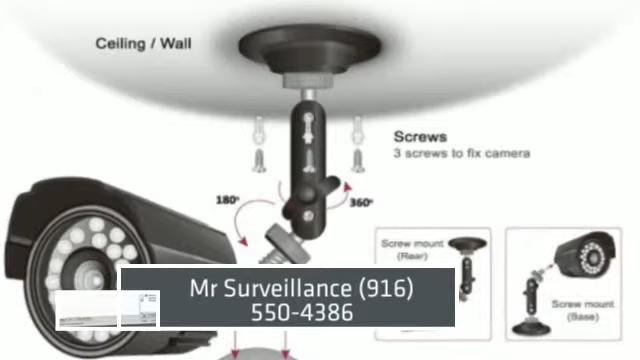 Ceiling / Wall
Screws
3 screws to fix camera
180°
360°
Screw mount
(Rear)
Screw mount
(Base)
Mr Surveillance (916)
550-4386